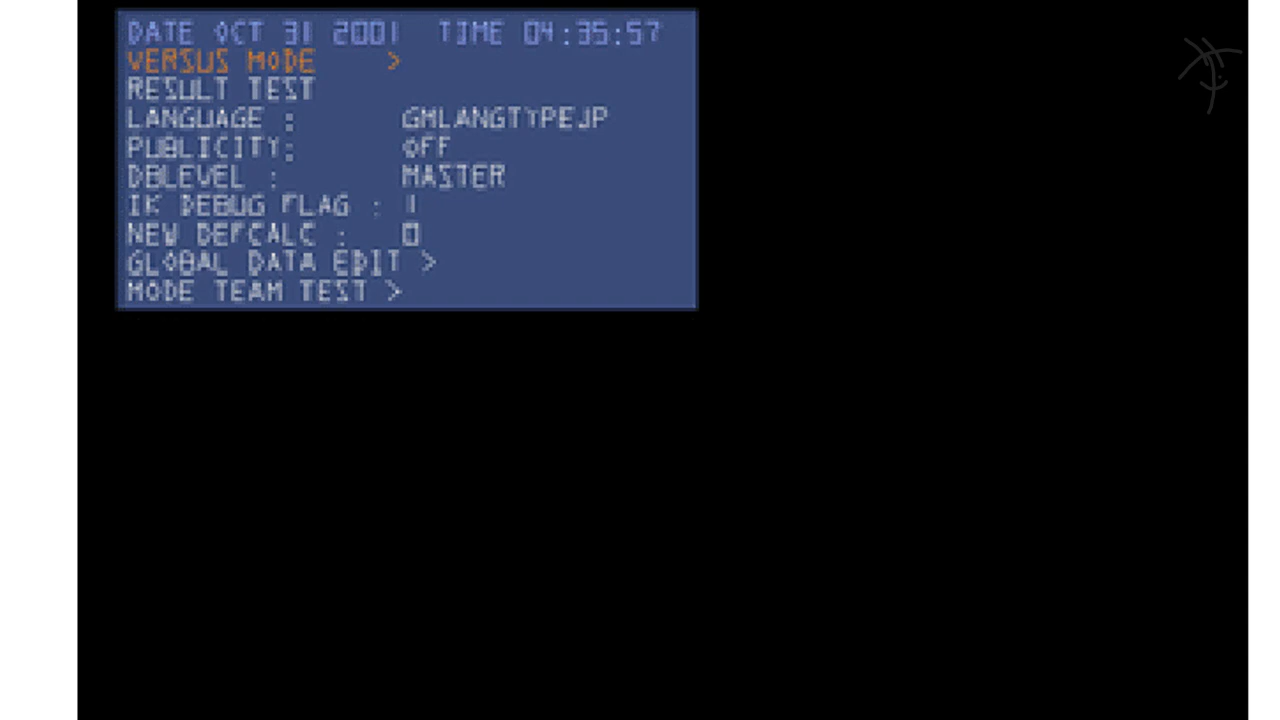 DATE OCT 31 2001 TIME 04:35:57
VERSUS MODE >
RESULT TEST
LANGUAGE : GMLANGTYPEJP
PUBLICITY: OFF
DBLEVEL : MASTER
IK DEBUG FLAG : 1
NEW DEFCALC : 0
GLOBAL DATA EDIT >
MODE TEAM TEST >